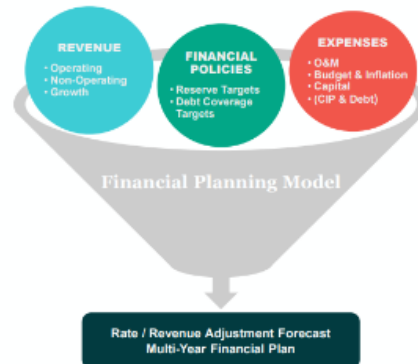 REVENUE
• Operating
• Non-Operating
• Growth
FINANCIAL
POLICIES
• Reserve Targets
• Debt Coverage
Targets
EXPENSES
• O&M
• Budget & Inflation
• Capital
• (CIP & Debt)
Financial Planning Model
Rate / Revenue Adjustment Forecast
Multi-Year Financial Plan